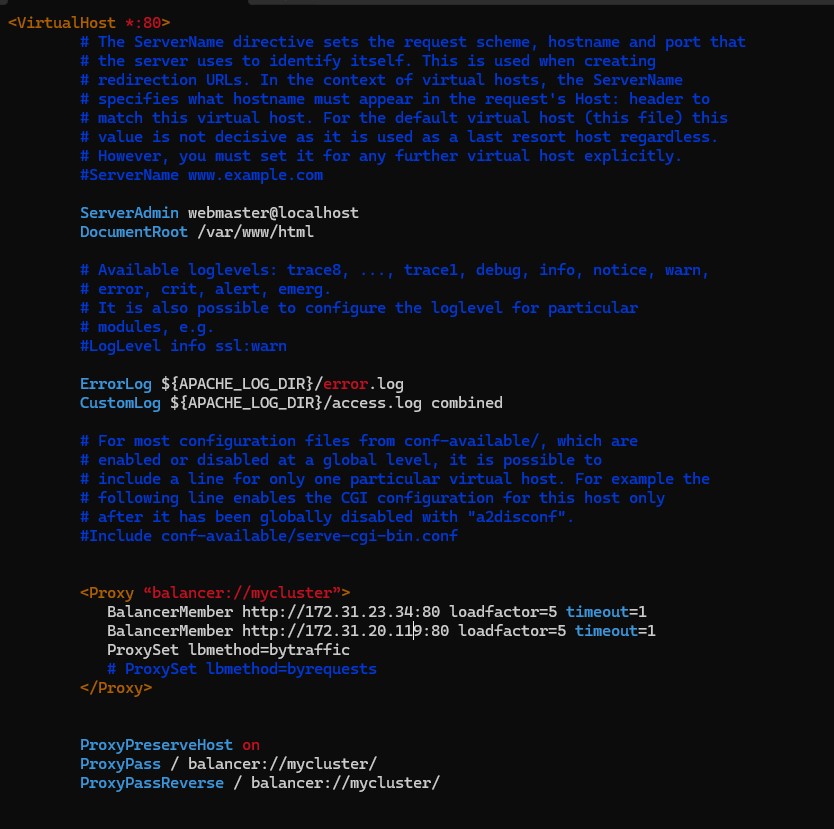 <VirtualHost *:80>
# The ServerName directive sets the request scheme, hostname and port that
# the server uses to identify itself. This is used when creating
# redirection URLs. In the context of virtual hosts, the ServerName
# specifies what hostname must appear in the request's Host: header to
# match this virtual host. For the default virtual host (this file) this
# value is not decisive as it is used as a last resort host regardless.
# However, you must set it for any further virtual host explicitly.
#ServerName www.example.com
ServerAdmin webmaster@localhost
DocumentRoot /var/www/html
# Available loglevels: trace8, ..., trace1, debug, info, notice, warn,
# error, crit, alert, emerg.
# It is also possible to configure the loglevel for particular
# modules, e.g.
#LogLevel info ssl:warn
ErrorLog ${APACHE_LOG_DIR}/error.log
CustomLog ${APACHE_LOG_DIR}/access.log combined
# For most configuration files from conf-available/, which are
# enabled or disabled at a global level, it is possible to
# include a line for only one particular virtual host. For example the
# following line enables the CGI configuration for this host only
# after it has been globally disabled with "a2disconf".
#Include conf-available/serve-cgi-bin.conf
<Proxy “balancer://mycluster”>
BalancerMember http://172.31.23.34:80 loadfactor=5 timeout=1
BalancerMember http://172.31.20.119:80 loadfactor=5 timeout=1
ProxySet lbmethod=bytraffic
# ProxySet lbmethod=byrequests
</Proxy>
ProxyPreserveHost on
ProxyPass / balancer://mycluster/
ProxyPassReverse / balancer://mycluster/